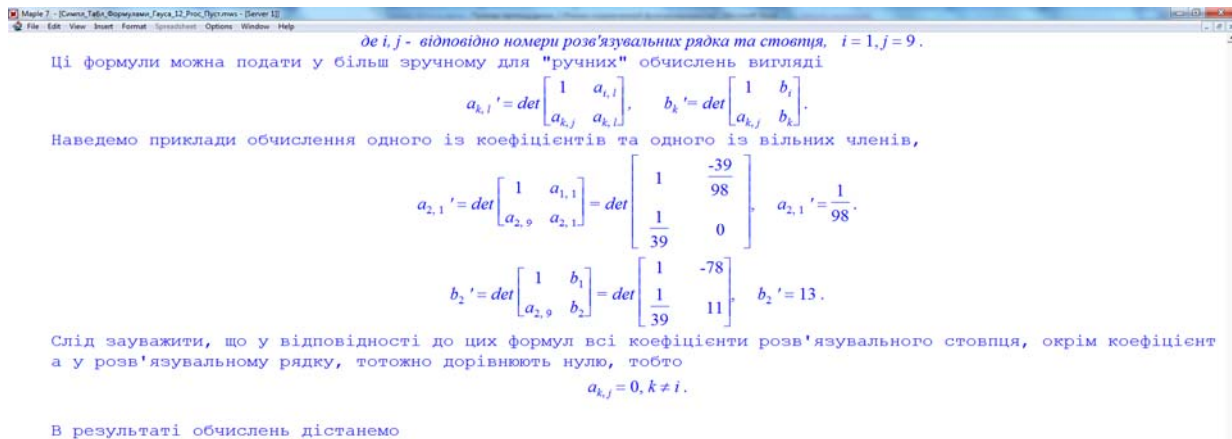 Maple 7 - [Симпл_Табл_Формулами_Гауса_12_Proc_Пуст.mws - [Server 1]]
File Edit View Insert Format Spreadsheet Options Window Help
де i, j - відповідно номери розв'язувальних рядка та стовпця, i = 1, j = 9 .
Ці формули можна подати у більш зручному для "ручних" обчислень вигляді
a_{k, l} ' = det [1 a_{i, l}; a_{k, j} a_{k, l}], b_k '= det [1 b_i; a_{k, j} b_k].
Наведемо приклади обчислення одного із коефіцієнтів та одного із вільних членів,
a_{2, 1} ' = det [1 a_{1, 1}; a_{2, 9} a_{2, 1}] = det [1 -39/98; 1/39 0], a_{2, 1} ' = 1/98 .
b_2 ' = det [1 b_1; a_{2, 9} b_2] = det [1 -78; 1/39 11], b_2 ' = 13 .
Слід зауважити, що у відповідності до цих формул всі коефіцієнти розв'язувального стовпця, окрім коефіцієнт
а у розв'язувальному рядку, тотожно дорівнюють нулю, тобто
a_{k, j} = 0, k ≠ i .
В результаті обчислень дістанемо